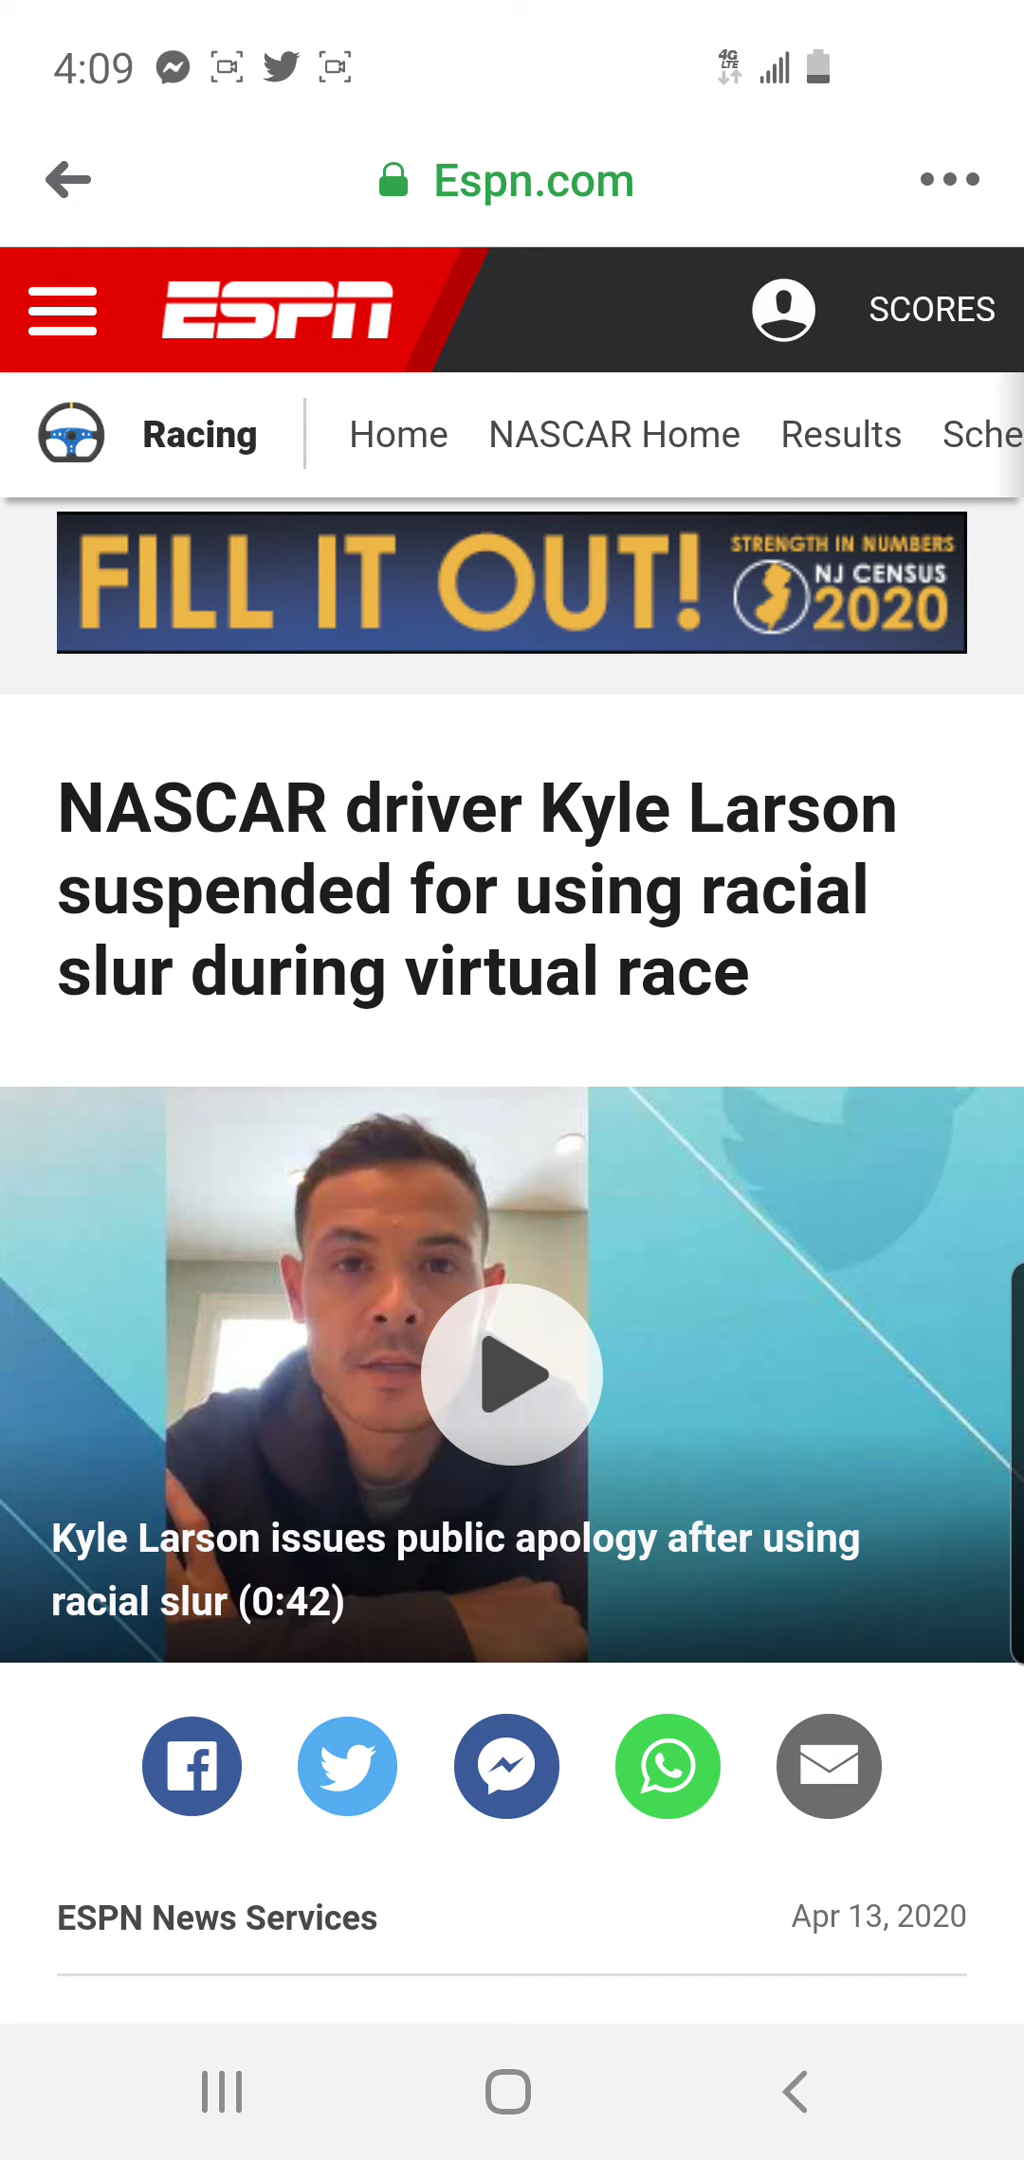 4:09
4G
LTE
Espn.com
ESPN
SCORES
Racing
Home
NASCAR Home
Results
Sche
FILL IT OUT!
STRENGTH IN NUMBERS
NJ CENSUS
2020
NASCAR driver Kyle Larson
suspended for using racial
slur during virtual race
Kyle Larson issues public apology after using
racial slur (0:42)
ESPN News Services
Apr 13, 2020